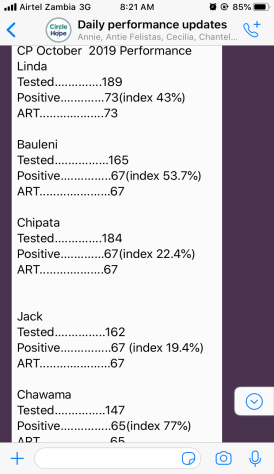 Airtel Zambia 3G 8:21 AM 85%
Circle Hope
Daily performance updates
Annie, Antie Felistas, Cecilia, Chantel...
CP October 2019 Performance
Linda
Tested..............189
Positive.............73(index 43%)
ART.....................73
Bauleni
Tested...............165
Positive...............67(index 53.7%)
ART......................67
Chipata
Tested..............184
Positive.............67(index 22.4%)
ART....................67
Jack
Tested...............162
Positive...............67 (index 19.4%)
ART......................67
Chawama
Tested...............147
Positive...............65(index 77%)
ART......................65